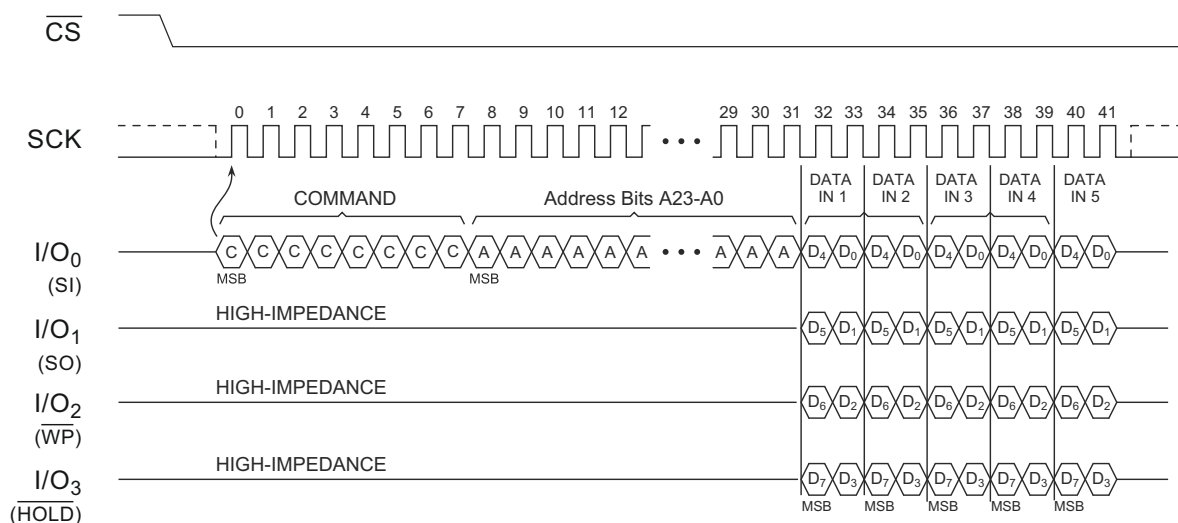 CS
SCK
0 1 2 3 4 5 6 7 8 9 10 11 12 • • • 29 30 31 32 33 34 35 36 37 38 39 40 41
COMMAND
Address Bits A23-A0
DATA IN 1
DATA IN 2
DATA IN 3
DATA IN 4
DATA IN 5
I/O0
(SI)
C C C C C C C C A A A A A A • • • A A A D4 D0 D4 D0 D4 D0 D4 D0 D4 D0
MSB MSB
I/O1
(SO)
HIGH-IMPEDANCE
D5 D1 D5 D1 D5 D1 D5 D1 D5 D1
I/O2
(WP)
HIGH-IMPEDANCE
D6 D2 D6 D2 D6 D2 D6 D2 D6 D2
I/O3
(HOLD)
HIGH-IMPEDANCE
D7 D3 D7 D3 D7 D3 D7 D3 D7 D3
MSB MSB MSB MSB MSB